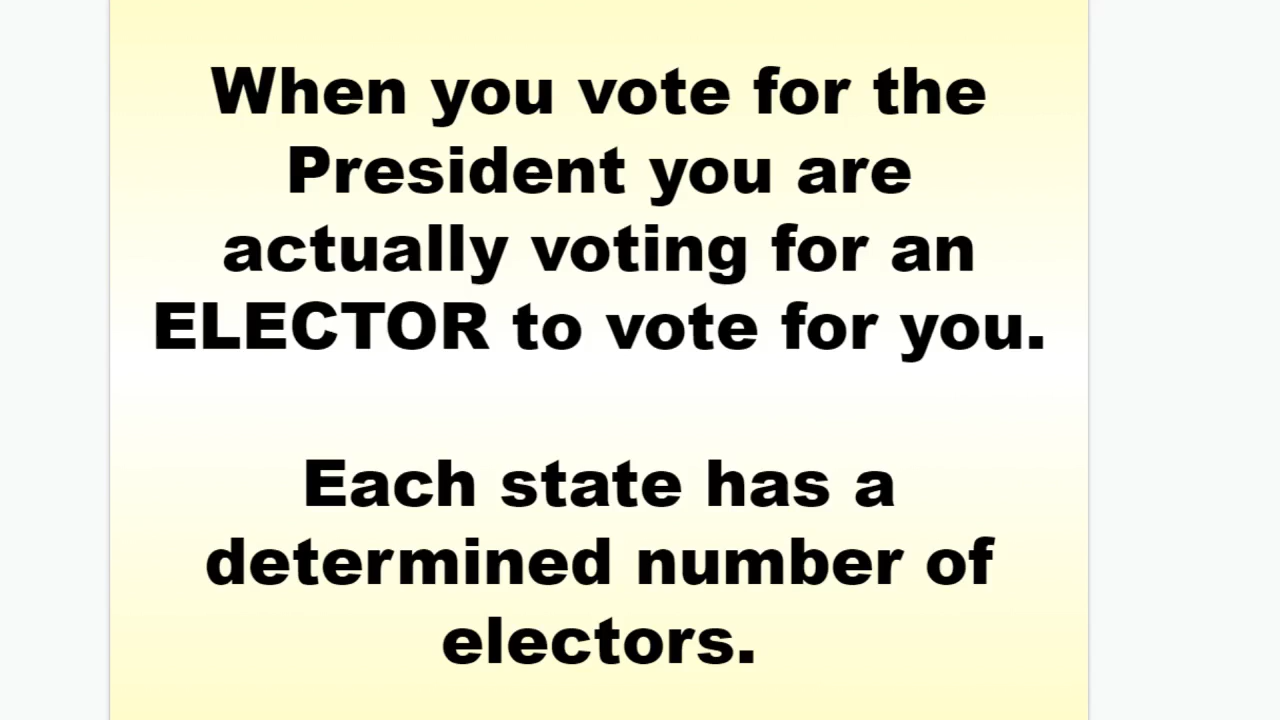 When you vote for the
President you are
actually voting for an
ELECTOR to vote for you.
Each state has a
determined number of
electors.